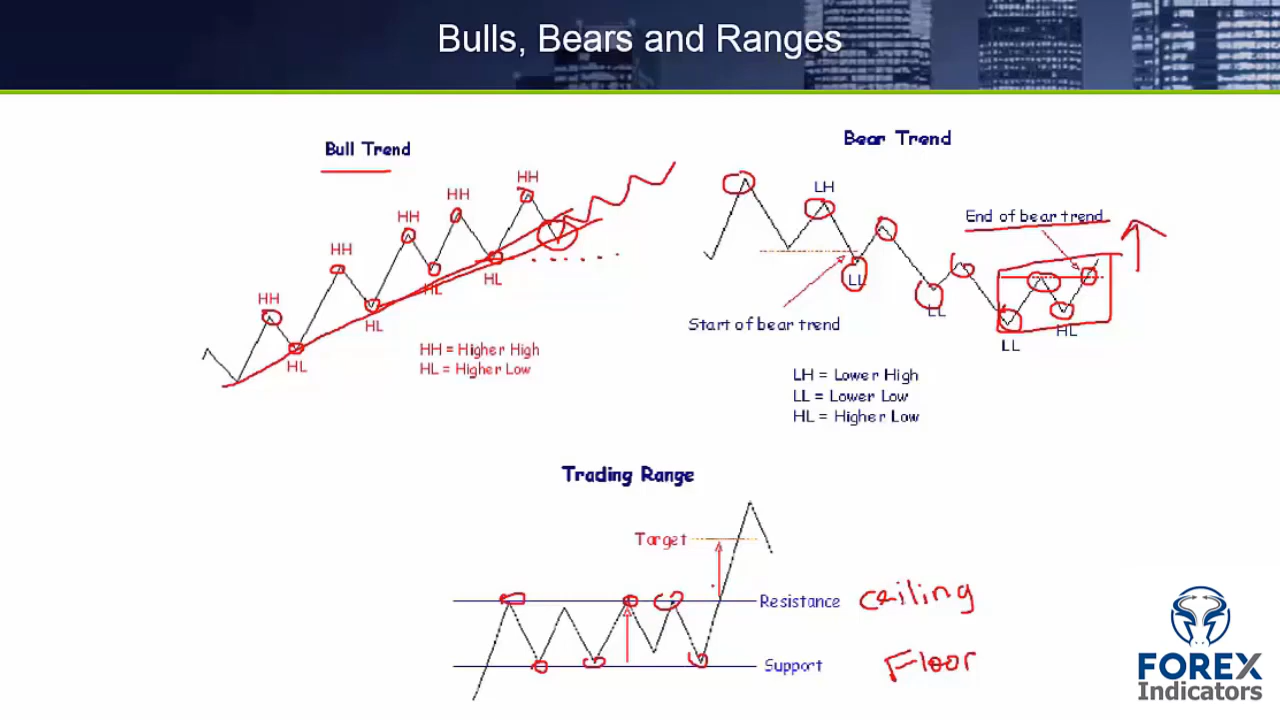 Bulls, Bears and Ranges
Bull Trend
HH
HH
HH
HH
HH
HL
HL
HL
HL
HH = Higher High
HL = Higher Low
Bear Trend
LH
End of bear trend
LL
LL
Start of bear trend
HL
LL
LH = Lower High
LL = Lower Low
HL = Higher Low
Trading Range
Target
Resistance
ceiling
Support
Floor
FOREX
Indicators